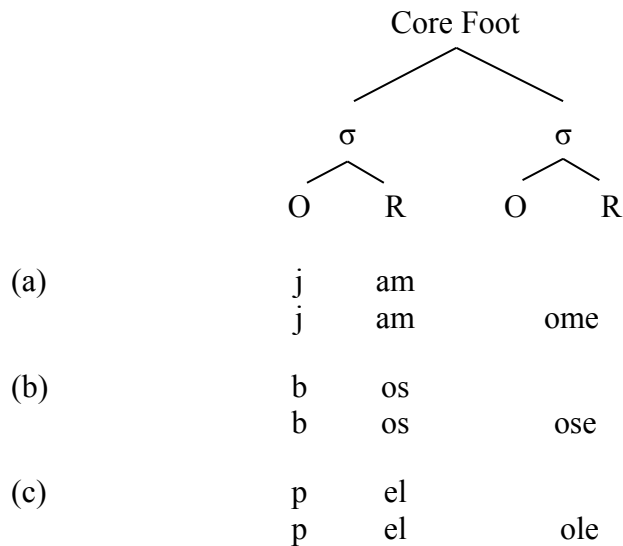 Core Foot
σ σ
O R O R
(a) j am
j am ome
(b) b os
b os ose
(c) p el
p el ole